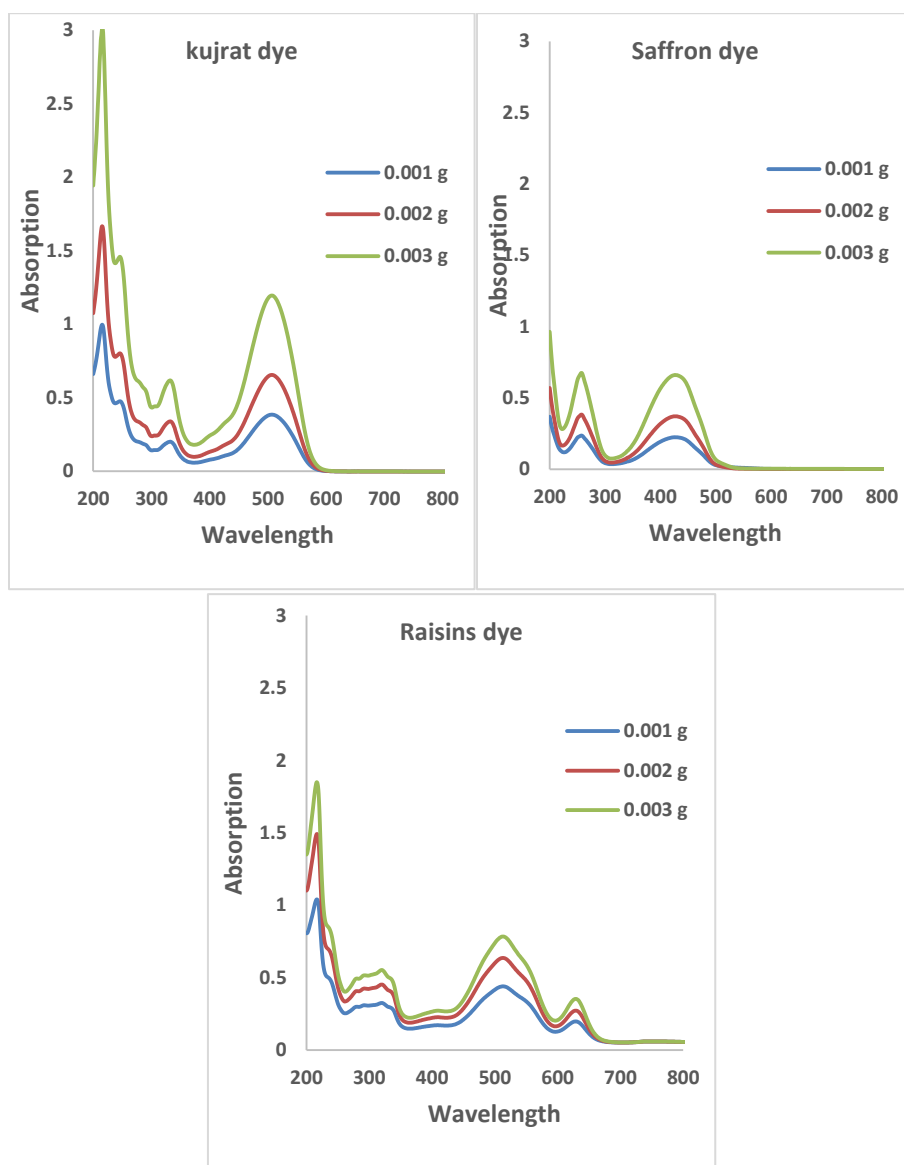 kujrat dye
3
2.5
2
1.5
1
0.5
0
Absorption
0.001 g
0.002 g
0.003 g
200 300 400 500 600 700 800
Wavelength
Saffron dye
3
2.5
2
1.5
1
0.5
0
Absorption
0.001 g
0.002 g
0.003 g
200 300 400 500 600 700 800
Wavelength
Raisins dye
3
2.5
2
1.5
1
0.5
0
Absorption
0.001 g
0.002 g
0.003 g
200 300 400 500 600 700 800
Wavelength